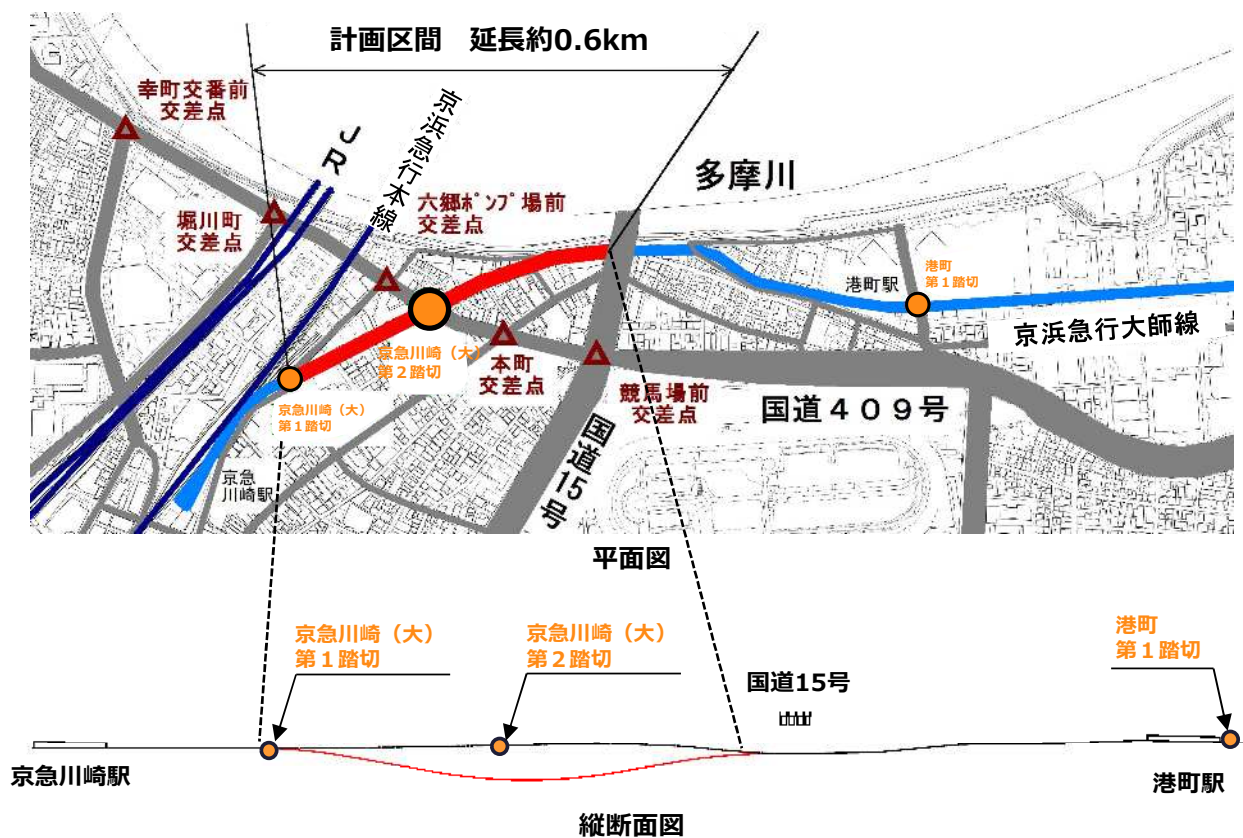 計画区間　延長約0.6km
幸町交番前
交差点
JR
京浜急行本線
堀川町
交差点
六郷ポンプ場前
交差点
多摩川
港町駅
港町
第１踏切
京浜急行大師線
京急川崎（大）
第２踏切
本町
交差点
競馬場前
交差点
国道４０９号
京急川崎（大）
第１踏切
京急
川崎駅
国道15号
平面図
京急川崎（大）
第１踏切
京急川崎（大）
第２踏切
港町
第１踏切
国道15号
京急川崎駅
港町駅
縦断面図